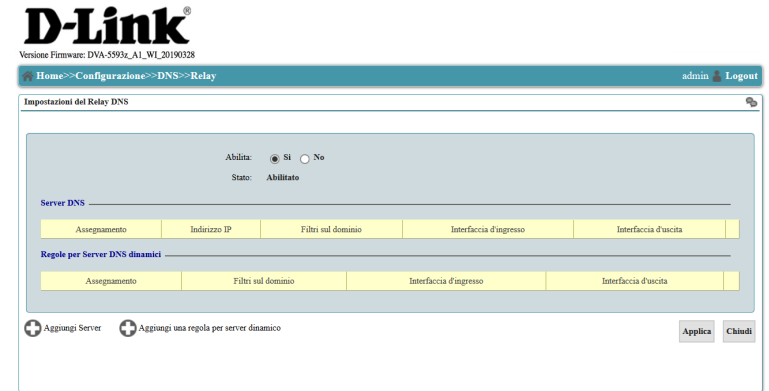 D-Link®
Versione Firmware: DVA-5593z_A1_WI_20190328
Home>>Configurazione>>DNS>>Relay admin Logout
Impostazioni del Relay DNS
Abilita: Si No
Stato: Abilitato
Server DNS
Assegnamento Indirizzo IP Filtri sul dominio Interfaccia d'ingresso Interfaccia d'uscita
Regole per Server DNS dinamici
Assegnamento Filtri sul dominio Interfaccia d'ingresso Interfaccia d'uscita
Aggiungi Server Aggiungi una regola per server dinamico Applica Chiudi